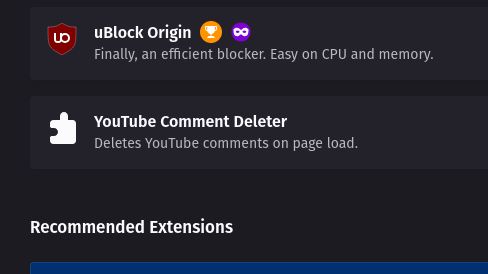 uBlock Origin
Finally, an efficient blocker. Easy on CPU and memory.
YouTube Comment Deleter
Deletes YouTube comments on page load.
Recommended Extensions